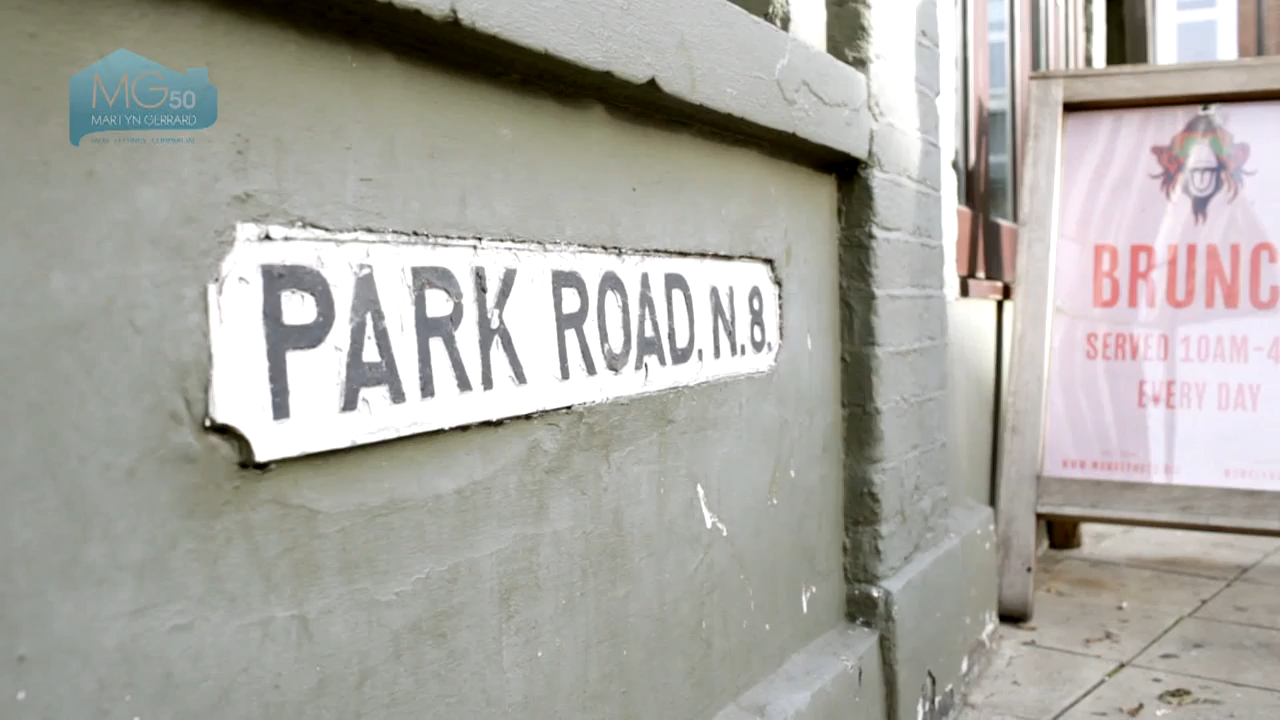 MG50
MARTYN GERRARD
PARK ROAD, N.8.
BRUNC
SERVED 10AM-4
EVERY DAY